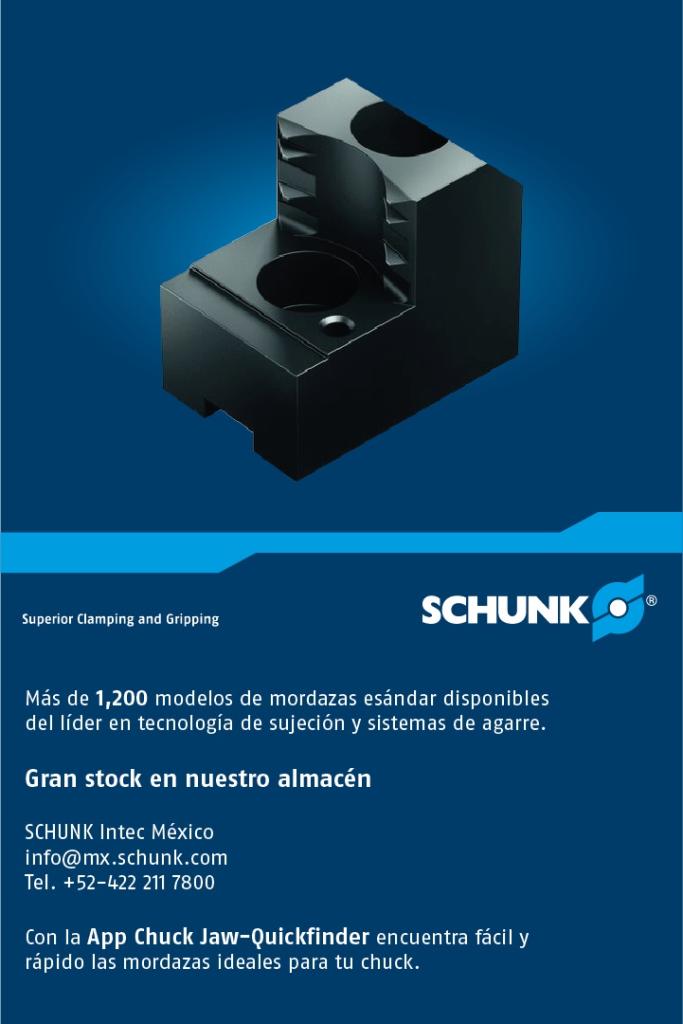 Superior Clamping and Gripping
SCHUNK ®
Más de 1,200 modelos de mordazas esándar disponibles
del líder en tecnología de sujeción y sistemas de agarre.
Gran stock en nuestro almacén
SCHUNK Intec México
info@mx.schunk.com
Tel. +52-422 211 7800
Con la App Chuck Jaw-Quickfinder encuentra fácil y
rápido las mordazas ideales para tu chuck.